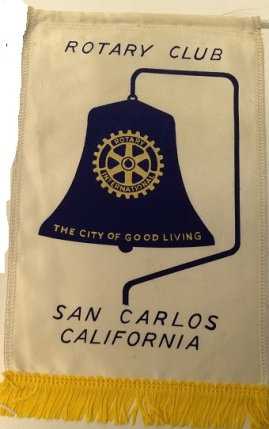 ROTARY CLUB
ROTARY
INTERNATIONAL
THE CITY OF GOOD LIVING
SAN CARLOS
CALIFORNIA